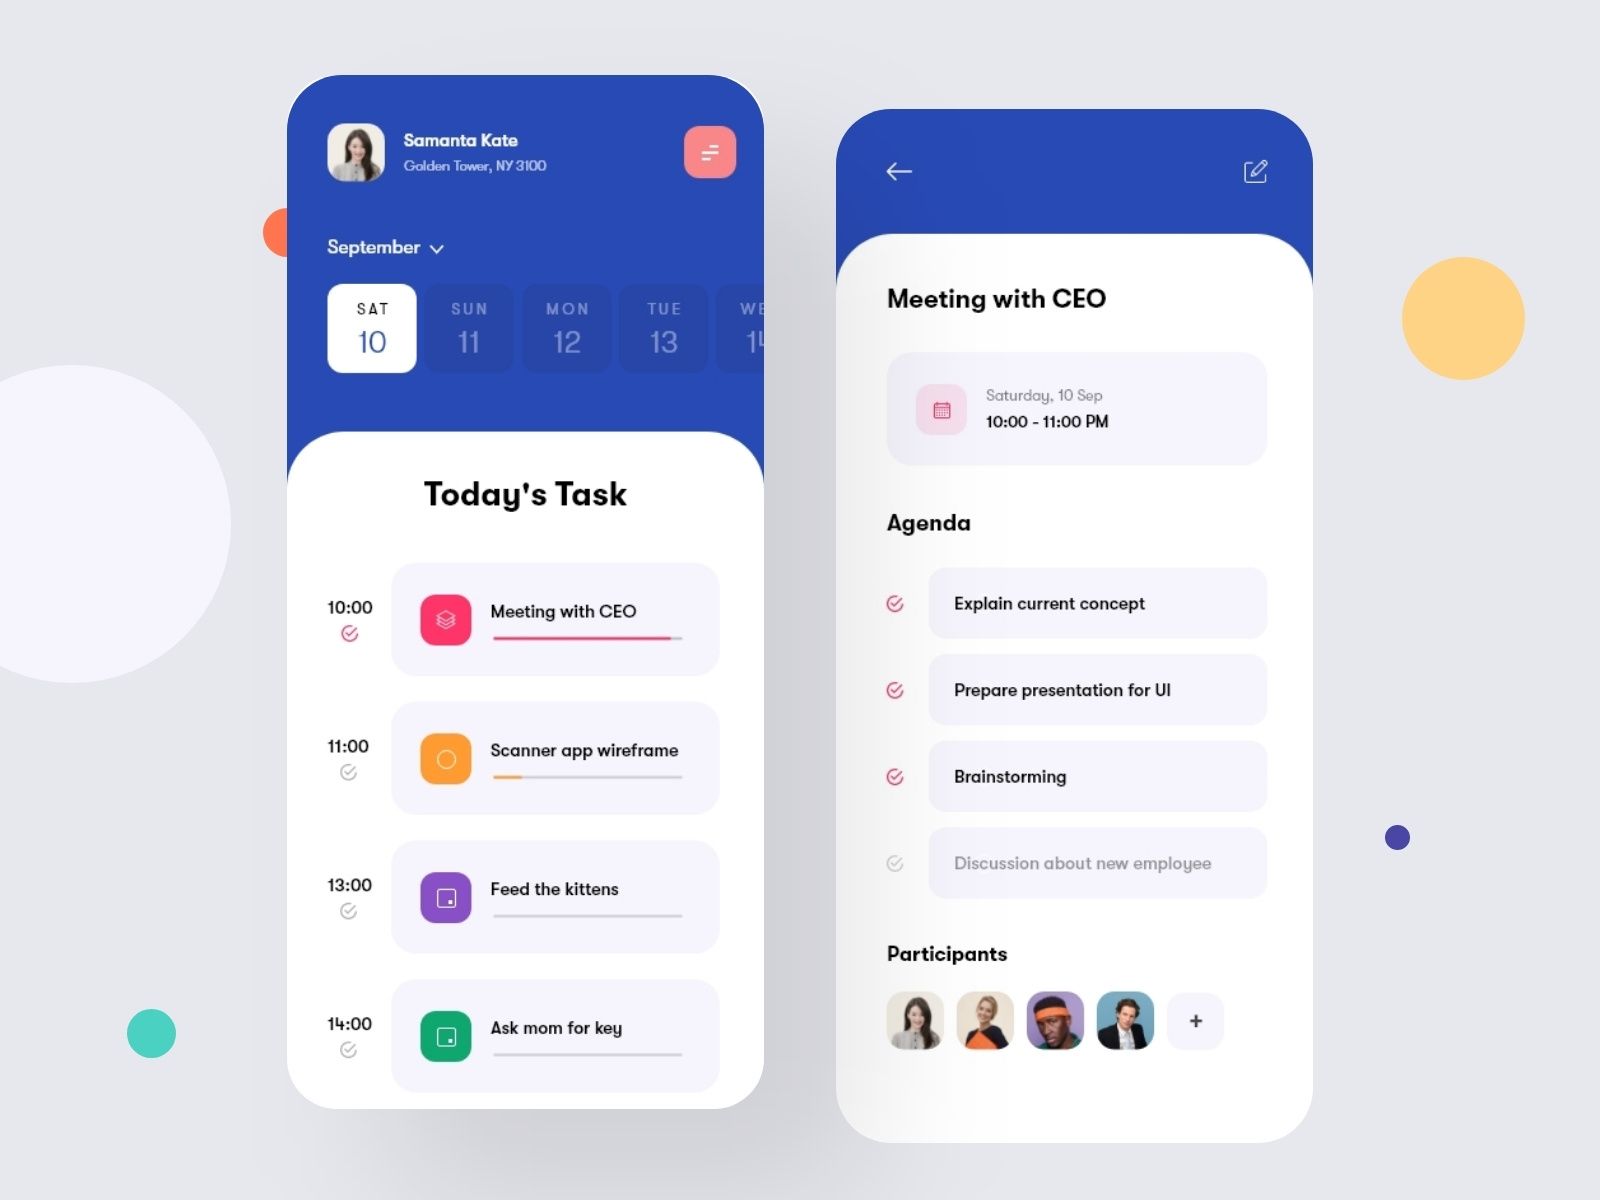 Samanta Kate
Golden Tower, NY 3100
September
SAT
10
SUN
11
MON
12
TUE
13
WE
14
Today's Task
10:00
Meeting with CEO
11:00
Scanner app wireframe
13:00
Feed the kittens
14:00
Ask mom for key
Meeting with CEO
Saturday, 10 Sep
10:00 - 11:00 PM
Agenda
Explain current concept
Prepare presentation for UI
Brainstorming
Discussion about new employee
Participants
+